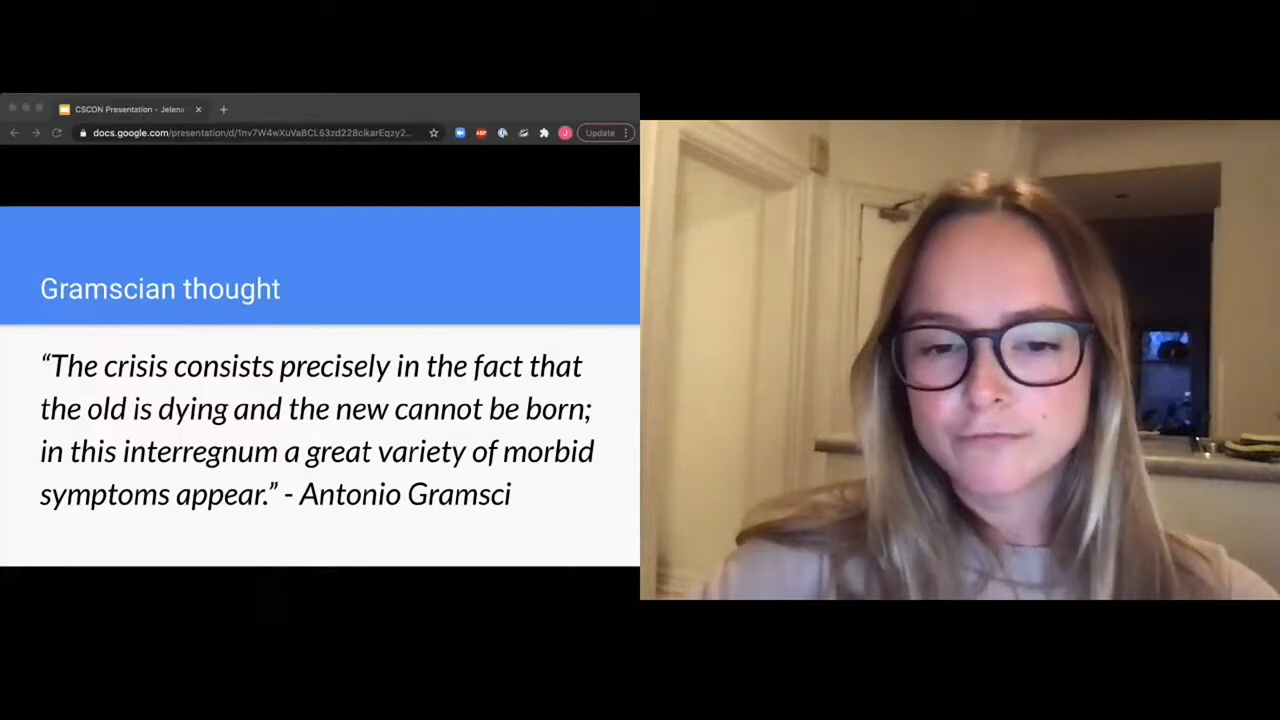 CSCON Presentation - Jelena
docs.google.com/presentation/d/1nv7W4wXuVaBCL63zd228cikarEqzy2...
ABP
J
Update
Gramscian thought
“The crisis consists precisely in the fact that
the old is dying and the new cannot be born;
in this interregnum a great variety of morbid
symptoms appear.” - Antonio Gramsci